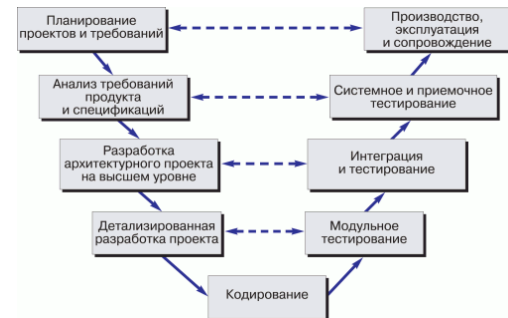 Планирование
проектов и требований
Производство,
эксплуатация
и сопровождение
Анализ требований
продукта
и спецификаций
Системное и приемочное
тестирование
Разработка
архитектурного проекта
на высшем уровне
Интеграция
и тестирование
Детализированная
разработка проекта
Модульное
тестирование
Кодирование